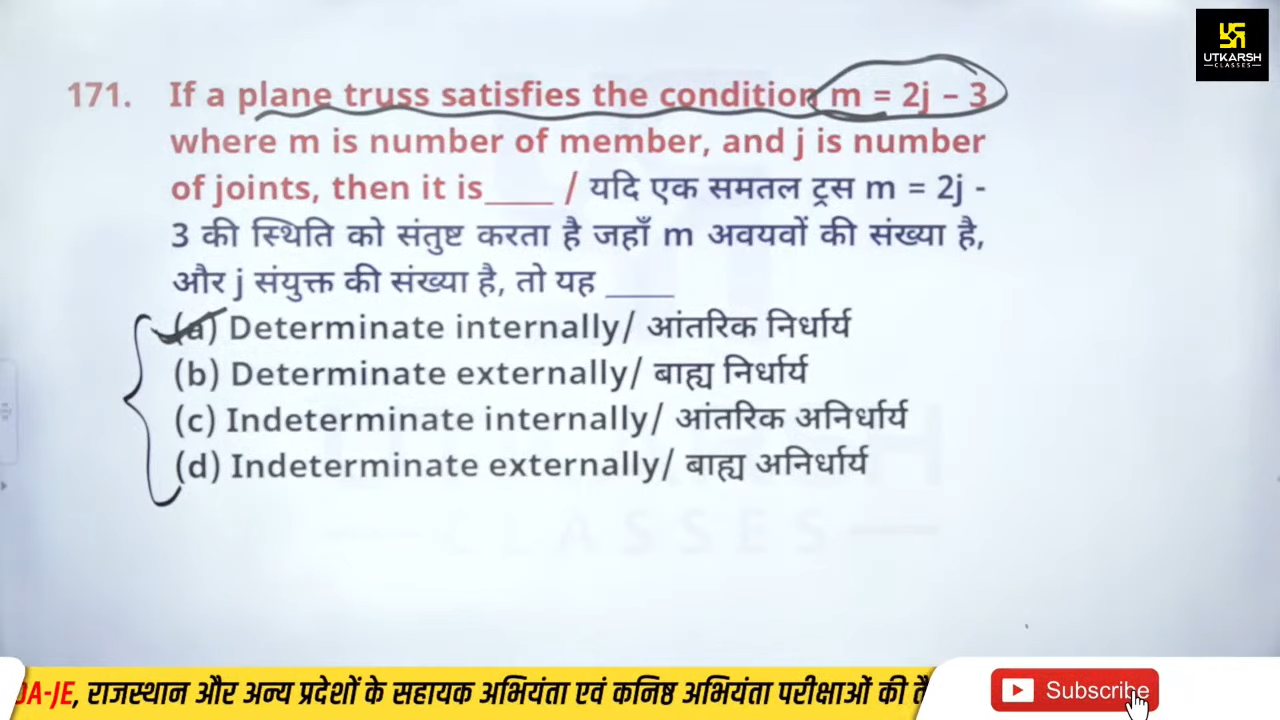 UTKARSH
CLASSES
171. If a plane truss satisfies the condition m = 2j – 3
where m is number of member, and j is number
of joints, then it is____ / यदि एक समतल ट्रस m = 2j -
3 की स्थिति को संतुष्ट करता है जहाँ m अवयवों की संख्या है,
और j संयुक्त की संख्या है, तो यह ____
(a) Determinate internally/ आंतरिक निर्धार्य
(b) Determinate externally/ बाह्य निर्धार्य
(c) Indeterminate internally/ आंतरिक अनिर्धार्य
(d) Indeterminate externally/ बाह्य अनिर्धार्य
CLASSES
DA-JE, राजस्थान और अन्य प्रदेशों के सहायक अभियंता एवं कनिष्ठ अभियंता परीक्षाओं की
Subscribe